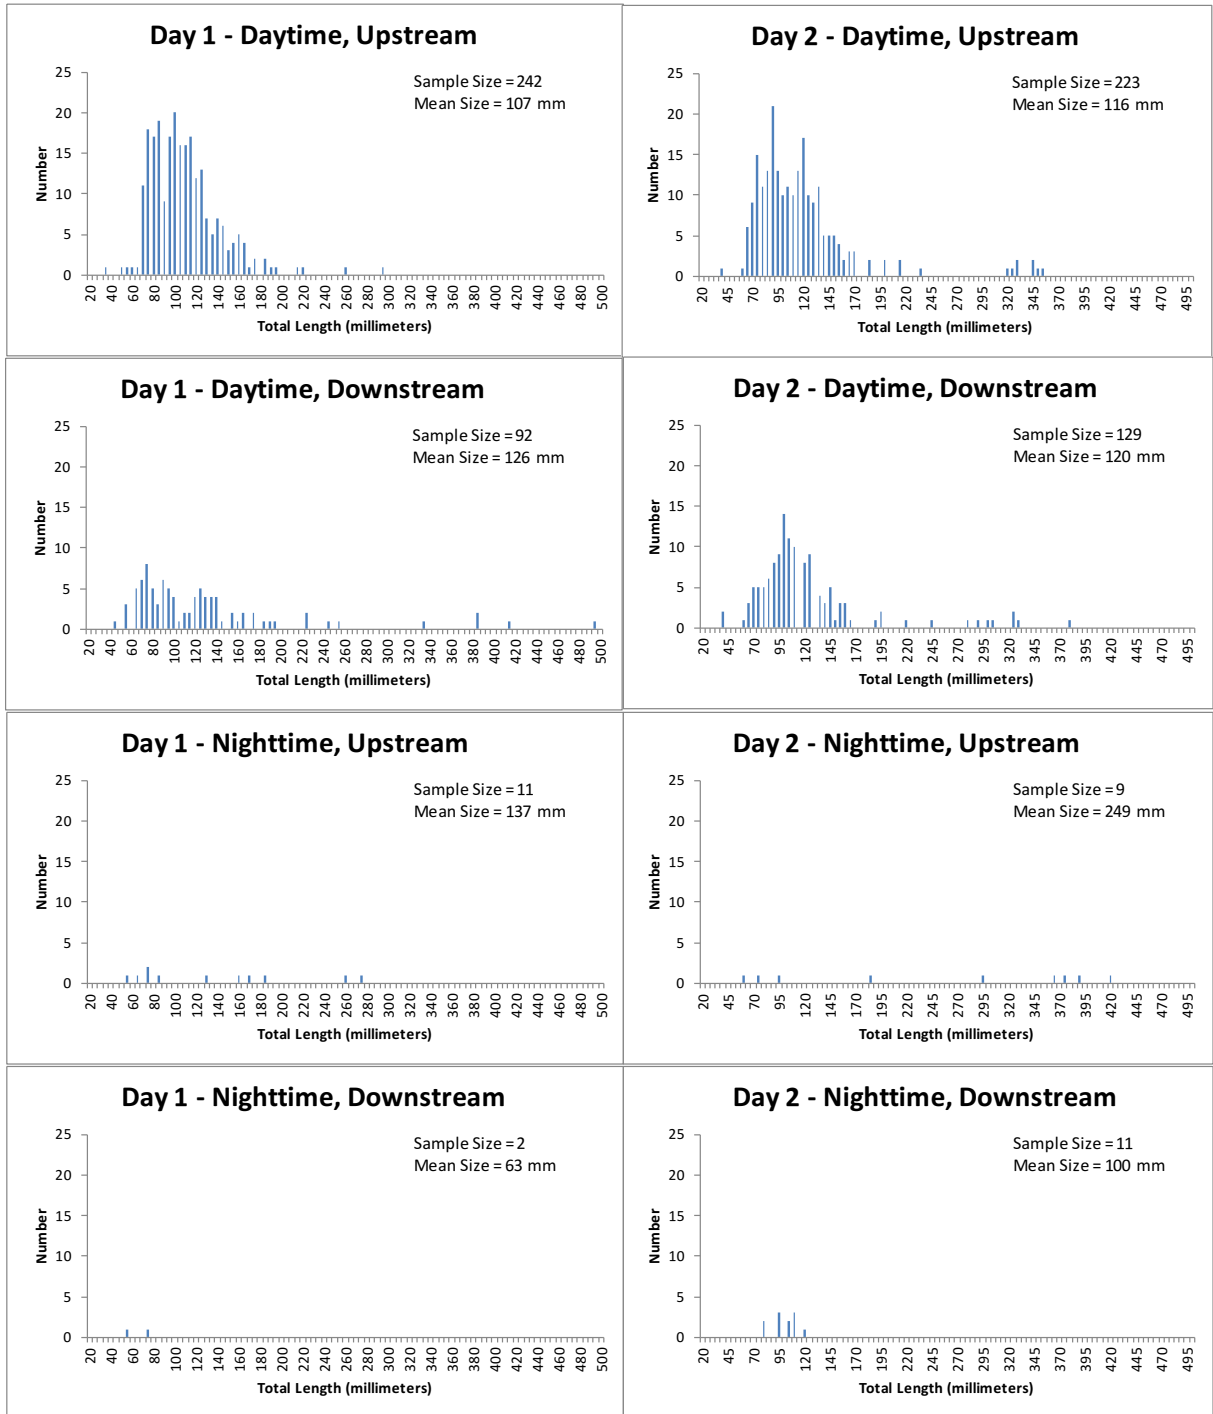 Day 1 - Daytime, Upstream
Sample Size = 242
Mean Size = 107 mm
Number
25
20
15
10
5
0
20 40 60 80 100 120 140 160 180 200 220 240 260 280 300 320 340 360 380 400 420 440 460 480 500
Total Length (millimeters)
Day 2 - Daytime, Upstream
Sample Size = 223
Mean Size = 116 mm
Number
25
20
15
10
5
0
20 45 70 95 120 145 170 195 220 245 270 295 320 345 370 395 420 445 470 495
Total Length (millimeters)
Day 1 - Daytime, Downstream
Sample Size = 92
Mean Size = 126 mm
Number
25
20
15
10
5
0
20 40 60 80 100 120 140 160 180 200 220 240 260 280 300 320 340 360 380 400 420 440 460 480 500
Total Length (millimeters)
Day 2 - Daytime, Downstream
Sample Size = 129
Mean Size = 120 mm
Number
25
20
15
10
5
0
20 45 70 95 120 145 170 195 220 245 270 295 320 345 370 395 420 445 470 495
Total Length (millimeters)
Day 1 - Nighttime, Upstream
Sample Size = 11
Mean Size = 137 mm
Number
25
20
15
10
5
0
20 40 60 80 100 120 140 160 180 200 220 240 260 280 300 320 340 360 380 400 420 440 460 480 500
Total Length (millimeters)
Day 2 - Nighttime, Upstream
Sample Size = 9
Mean Size = 249 mm
Number
25
20
15
10
5
0
20 45 70 95 120 145 170 195 220 245 270 295 320 345 370 395 420 445 470 495
Total Length (millimeters)
Day 1 - Nighttime, Downstream
Sample Size = 2
Mean Size = 63 mm
Number
25
20
15
10
5
0
20 40 60 80 100 120 140 160 180 200 220 240 260 280 300 320 340 360 380 400 420 440 460 480 500
Total Length (millimeters)
Day 2 - Nighttime, Downstream
Sample Size = 11
Mean Size = 100 mm
Number
25
20
15
10
5
0
20 45 70 95 120 145 170 195 220 245 270 295 320 345 370 395 420 445 470 495
Total Length (millimeters)